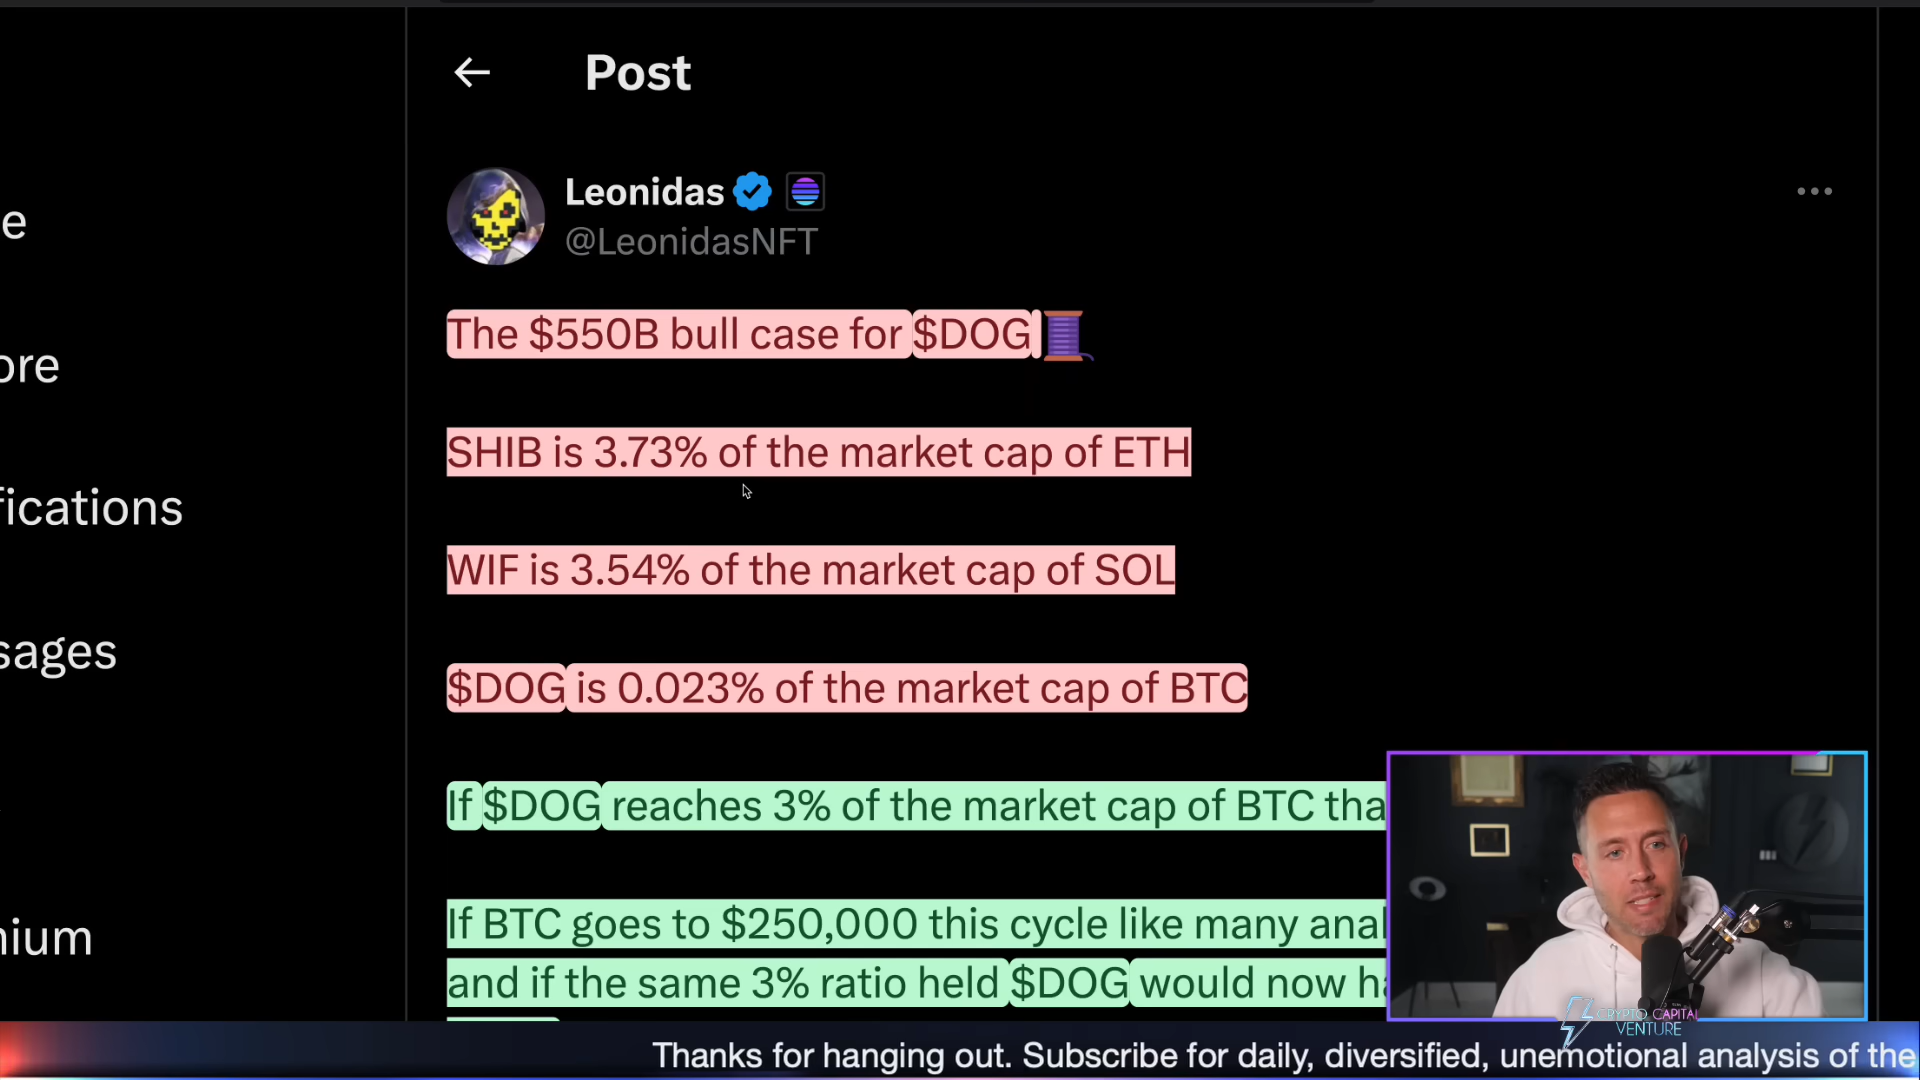 Post
e
ore
fications
sages
nium
Leonidas
@LeonidasNFT
The $550B bull case for $DOG
SHIB is 3.73% of the market cap of ETH
WIF is 3.54% of the market cap of SOL
$DOG is 0.023% of the market cap of BTC
If $DOG reaches 3% of the market cap of BTC tha
If BTC goes to $250,000 this cycle like many anal
and if the same 3% ratio held $DOG would now ha
CRYPTO CAPITAL
VENTURE
Thanks for hanging out. Subscribe for daily, diversified, unemotional analysis of the